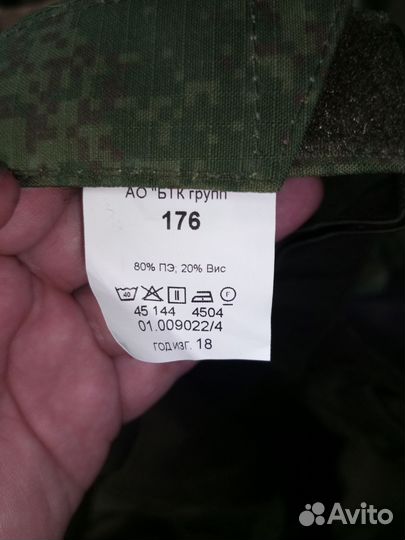 АО "БТК групп
176
80% ПЭ; 20% Вис
40 F
45 144 4504
01.009022/4
ГОД ИЗГ. 18
Avito